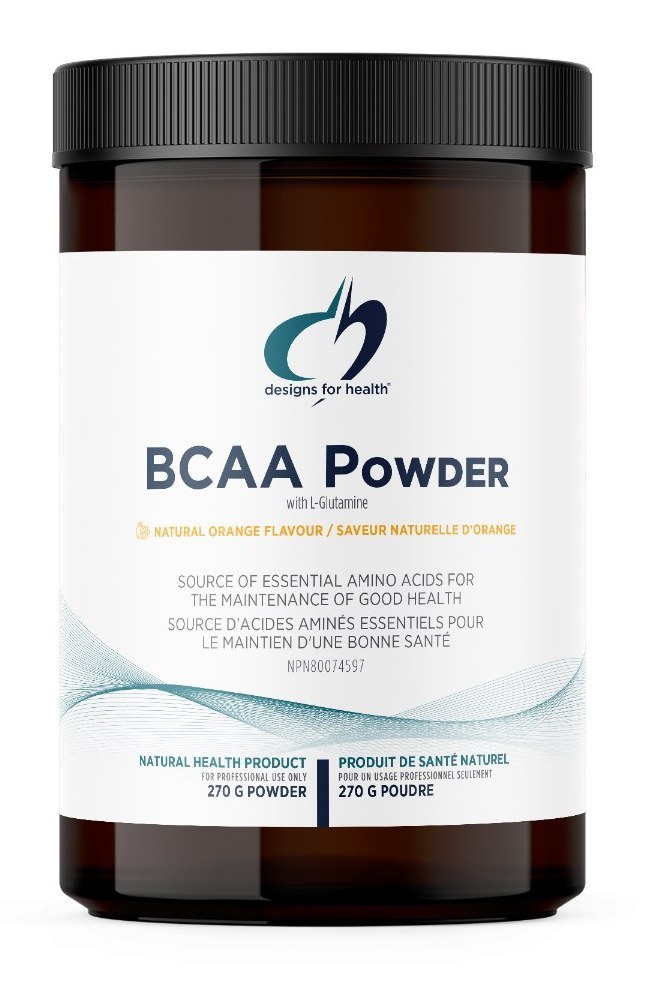 designs for health®
BCAA POWDER
with L-Glutamine
NATURAL ORANGE FLAVOUR / SAVEUR NATURELLE D'ORANGE
SOURCE OF ESSENTIAL AMINO ACIDS FOR
THE MAINTENANCE OF GOOD HEALTH
SOURCE D'ACIDES AMINÉS ESSENTIELS POUR
LE MAINTIEN D'UNE BONNE SANTÉ
NPN80074597
NATURAL HEALTH PRODUCT
FOR PROFESSIONAL USE ONLY
270 G POWDER
PRODUIT DE SANTÉ NATUREL
POUR UN USAGE PROFESSIONNEL SEULEMENT
270 G POUDRE